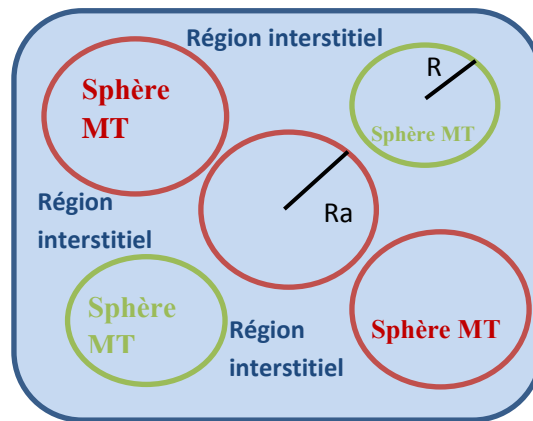 Région interstitiel
Sphère
MT
R
Sphère MT
Région
interstitiel
Ra
Sphère
MT
Région
interstitiel
Sphère MT